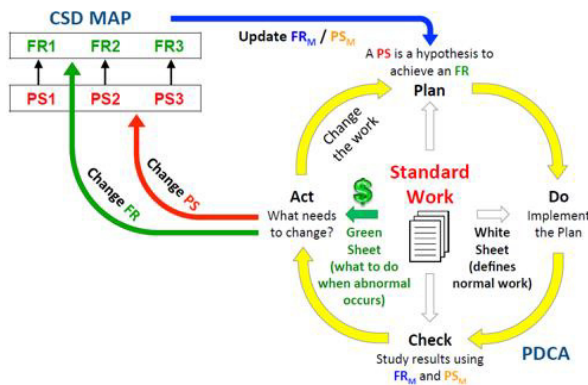 CSD MAP
FR1 FR2 FR3
PS1 PS2 PS3
Update FRM / PSM
A PS is a hypothesis to
achieve an FR
Plan
Change
the work
Change PS
Change FR
Act
What needs
to change?
$
Green
Sheet
(what to do
when abnormal
occurs)
Standard
Work
White
Sheet
(defines
normal work)
Do
Implement
the Plan
Check
Study results using
FRM and PSM
PDCA